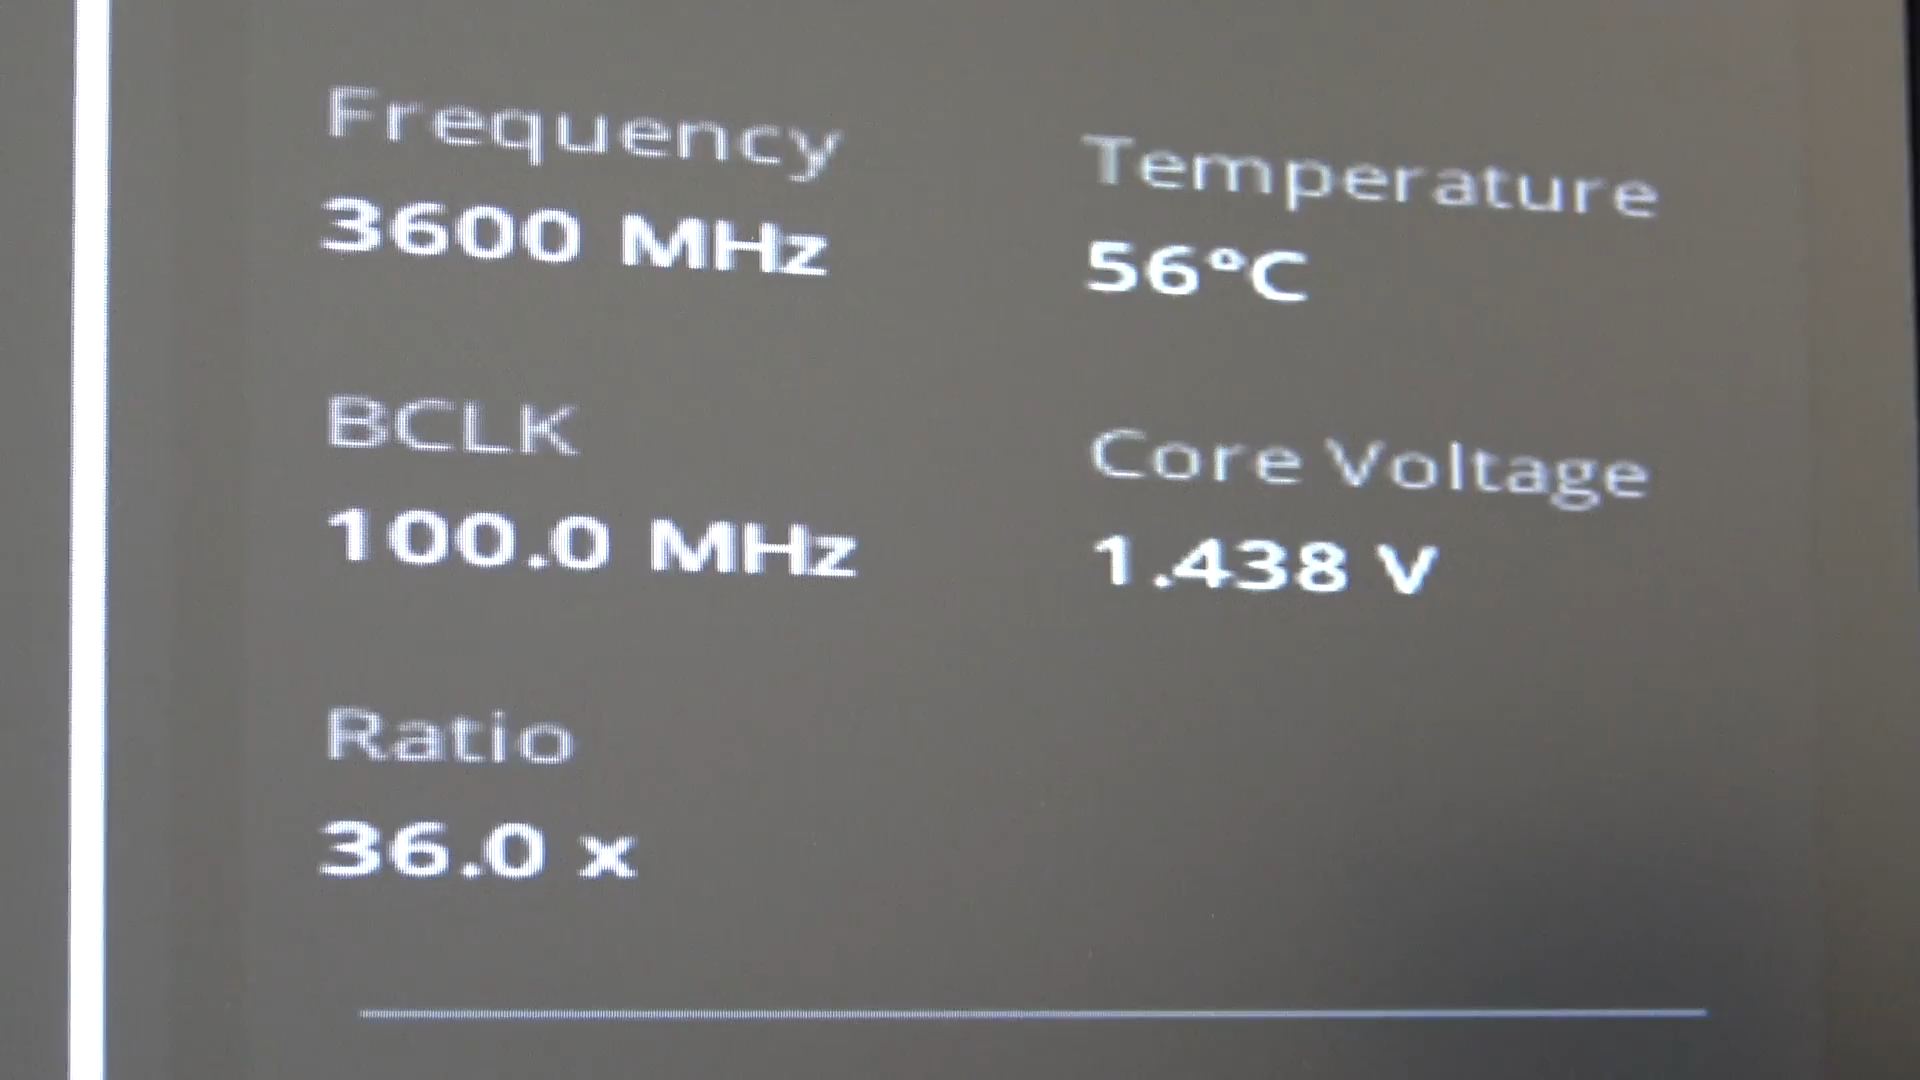 Frequency
3600 MHz
Temperature
56°C
BCLK
100.0 MHz
Core Voltage
1.438 V
Ratio
36.0 x